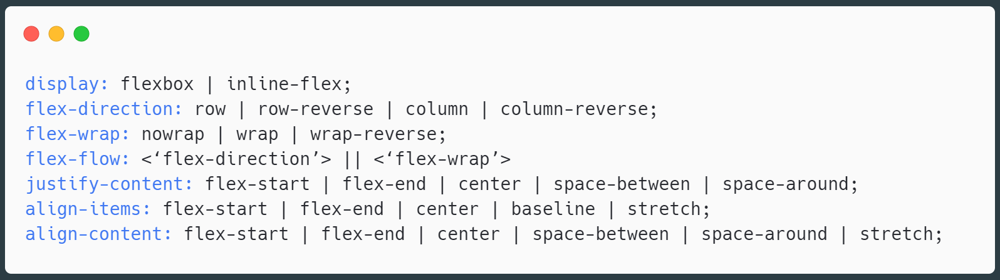 display: flexbox | inline-flex;
flex-direction: row | row-reverse | column | column-reverse;
flex-wrap: nowrap | wrap | wrap-reverse;
flex-flow: <‘flex-direction’> || <‘flex-wrap’>
justify-content: flex-start | flex-end | center | space-between | space-around;
align-items: flex-start | flex-end | center | baseline | stretch;
align-content: flex-start | flex-end | center | space-between | space-around | stretch;